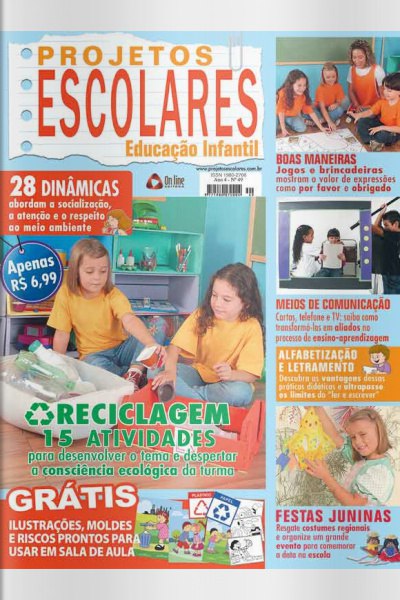 PROJETOS
ESCOLARES
Educação Infantil
www.projetosescolares.com.br
Ano 4 - Nº 49
On line
EDITORA
28 DINÂMICAS
abordam a socialização,
a atenção e o respeito
ao meio ambiente
Apenas
R$ 6,99
RECICLAGEM
15 ATIVIDADES
para desenvolver o tema e despertar
a consciência ecológica da turma
GRÁTIS
ILUSTRAÇÕES, MOLDES
E RISCOS PRONTOS PARA
USAR EM SALA DE AULA
PLÁSTICO
PAPEL
BOAS MANEIRAS
Jogos e brincadeiras
mostram o valor de expressões
como por favor e obrigado
MEIOS DE COMUNICAÇÃO
Cartas, telefone e TV: saiba como
transformá-los em aliados no
processo de ensino-aprendizagem
ALFABETIZAÇÃO
E LETRAMENTO
Descubra as vantagens dessas
práticas didáticas e ultrapasse
os limites do "ler e escrever"
FESTAS JUNINAS
Resgate costumes regionais
e organize um grande
evento para comemorar
a data na escola